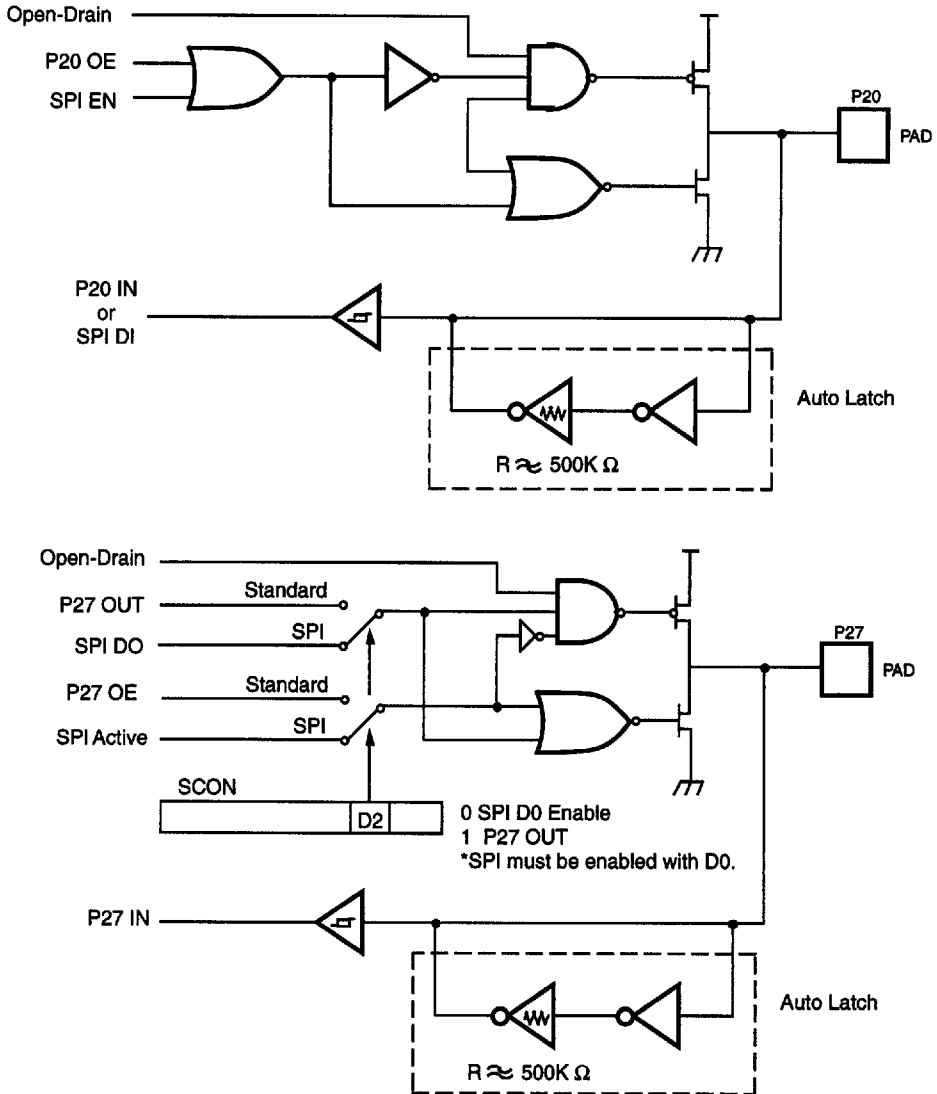 Open-Drain
P20 OE
SPI EN
P20
PAD
P20 IN
or
SPI DI
Auto Latch
R ≈ 500K Ω
Open-Drain
P27 OUT
Standard
SPI DO
SPI
P27 OE
Standard
SPI Active
SPI
P27
PAD
SCON
D2
0 SPI D0 Enable
1 P27 OUT
*SPI must be enabled with D0.
P27 IN
Auto Latch
R ≈ 500K Ω